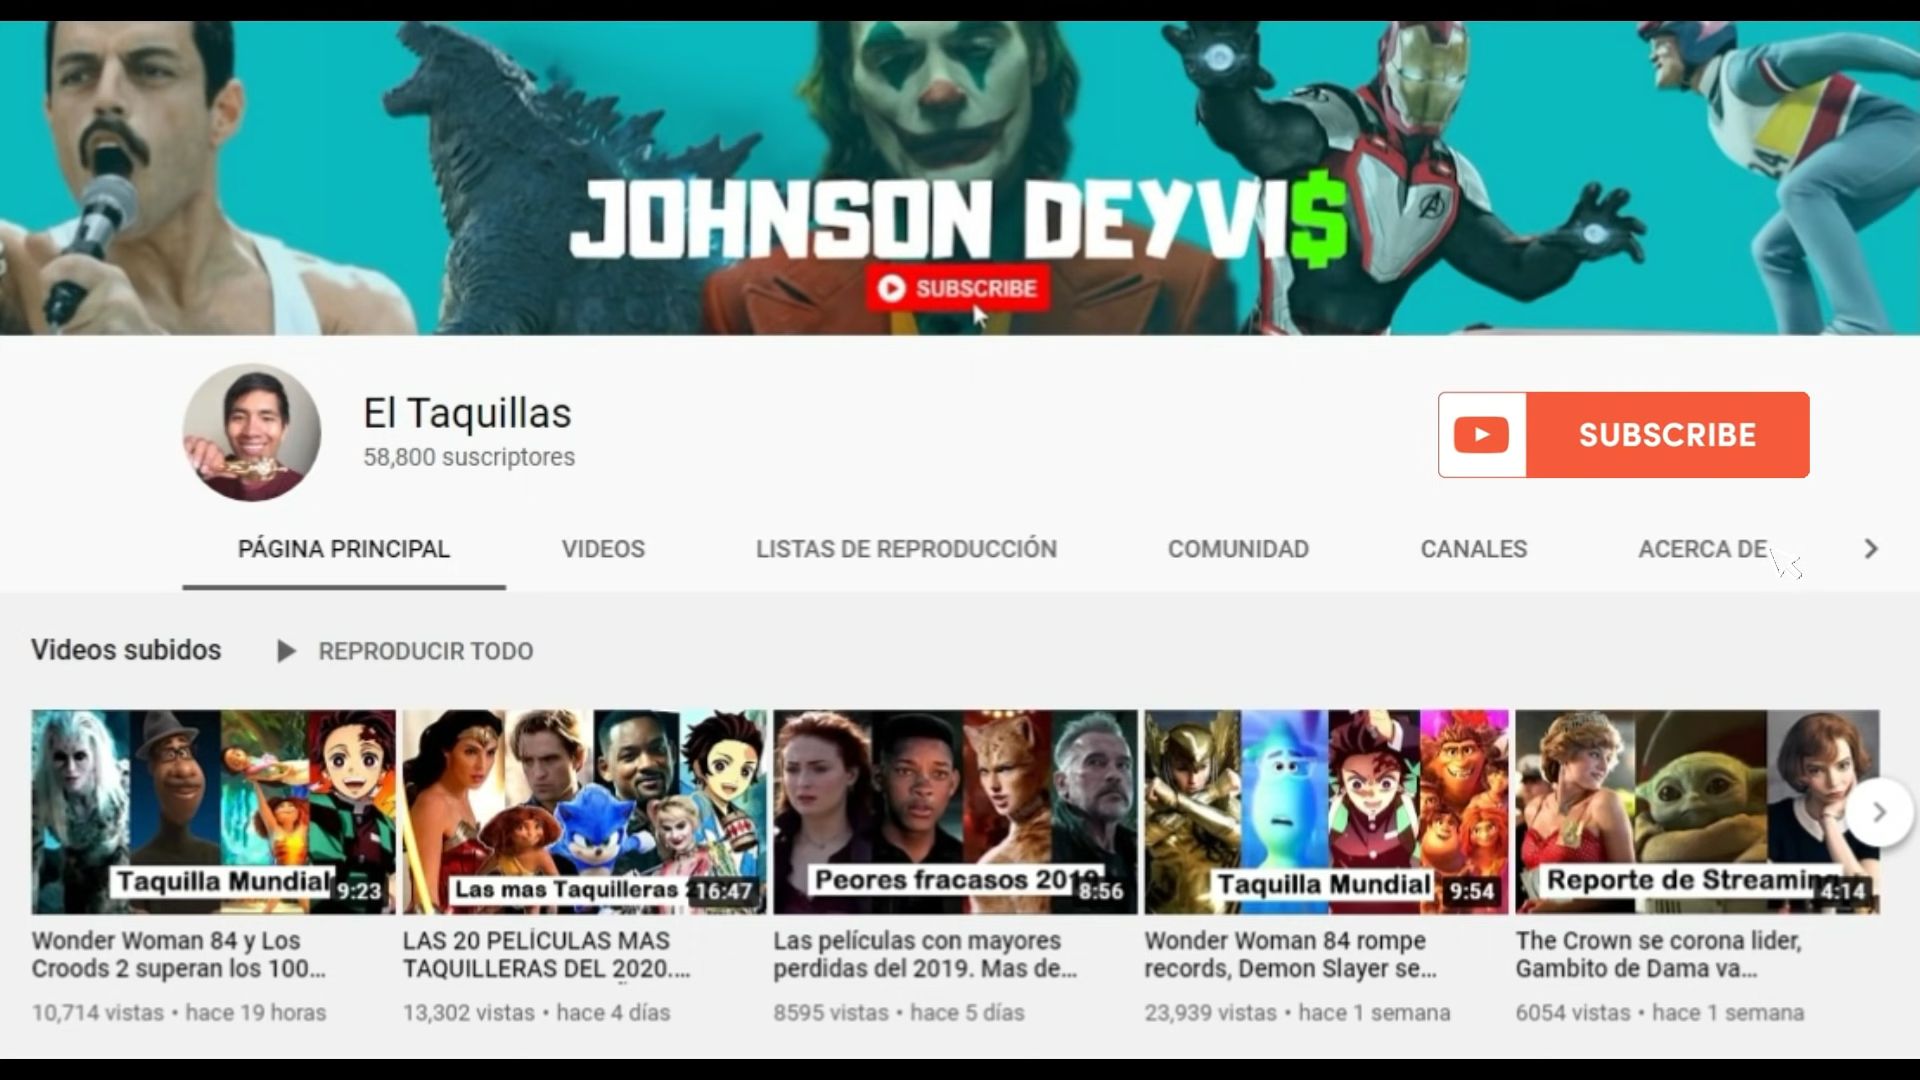 JOHNSON DEYVI$
SUBSCRIBE
El Taquillas
58,800 suscriptores
SUBSCRIBE
PÁGINA PRINCIPAL
VIDEOS
LISTAS DE REPRODUCCIÓN
COMUNIDAD
CANALES
ACERCA DE
Videos subidos
REPRODUCIR TODO
Taquilla Mundial
9:23
Las mas Taquilleras
16:47
Peores fracasos 2019
8:56
Taquilla Mundial
9:54
Reporte de Streaming
4:14
Wonder Woman 84 y Los
Croods 2 superan los 100...
10,714 vistas • hace 19 horas
LAS 20 PELÍCULAS MAS
TAQUILLERAS DEL 2020....
13,302 vistas • hace 4 días
Las películas con mayores
perdidas del 2019. Mas de...
8595 vistas • hace 5 días
Wonder Woman 84 rompe
records, Demon Slayer se...
23,939 vistas • hace 1 semana
The Crown se corona lider,
Gambito de Dama va...
6054 vistas • hace 1 semana